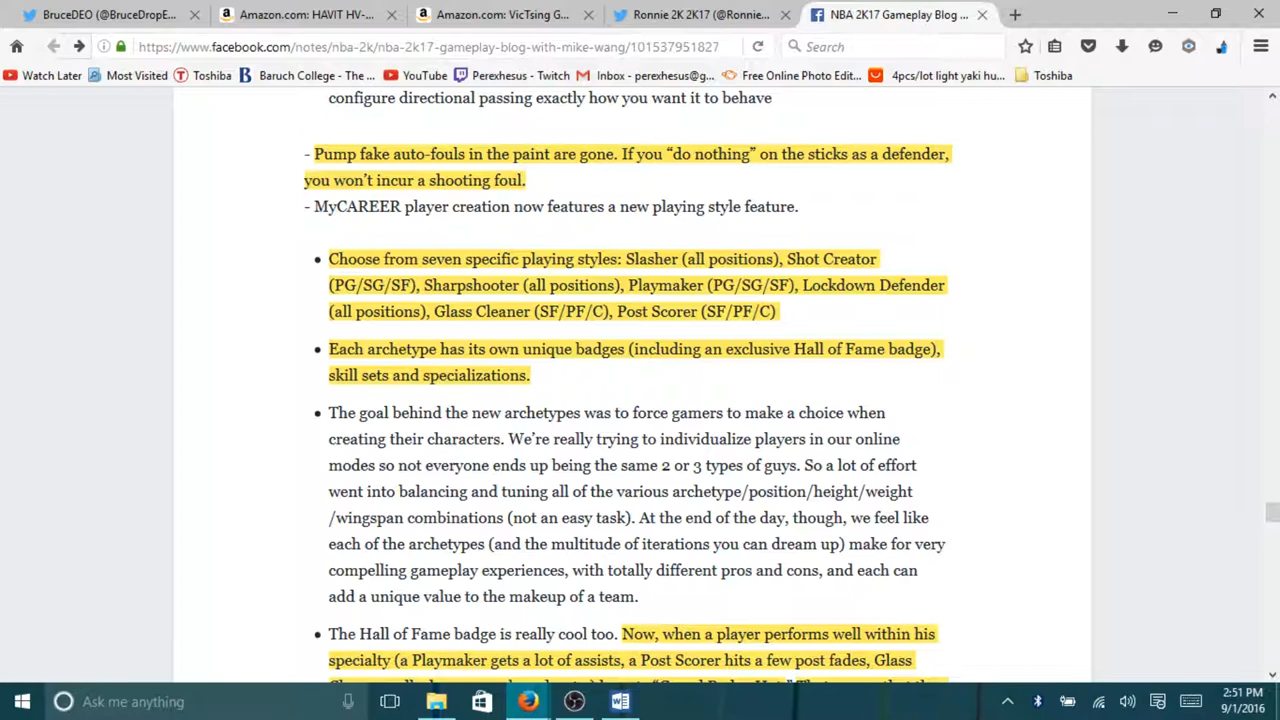 BruceDEO (@BruceDropE... × Amazon.com: HAVIT HV-... × Amazon.com: VicTsing G... × Ronnie 2K 2K17 (@Ronnie... × NBA 2K17 Gameplay Blog ... ×
https://www.facebook.com/notes/nba-2k/nba-2k17-gameplay-blog-with-mike-wang/101537951827 Search
Watch Later Most Visited Toshiba Baruch College - The ... YouTube Perexhesus - Twitch Inbox - perexhesus@g... Free Online Photo Edit... 4pcs/lot light yaki hu... Toshiba
configure directional passing exactly how you want it to behave
- Pump fake auto-fouls in the paint are gone. If you “do nothing” on the sticks as a defender,
you won’t incur a shooting foul.
- MyCAREER player creation now features a new playing style feature.
• Choose from seven specific playing styles: Slasher (all positions), Shot Creator
(PG/SG/SF), Sharpshooter (all positions), Playmaker (PG/SG/SF), Lockdown Defender
(all positions), Glass Cleaner (SF/PF/C), Post Scorer (SF/PF/C)
• Each archetype has its own unique badges (including an exclusive Hall of Fame badge),
skill sets and specializations.
• The goal behind the new archetypes was to force gamers to make a choice when
creating their characters. We’re really trying to individualize players in our online
modes so not everyone ends up being the same 2 or 3 types of guys. So a lot of effort
went into balancing and tuning all of the various archetype/position/height/weight
/wingspan combinations (not an easy task). At the end of the day, though, we feel like
each of the archetypes (and the multitude of iterations you can dream up) make for very
compelling gameplay experiences, with totally different pros and cons, and each can
add a unique value to the makeup of a team.
• The Hall of Fame badge is really cool too. Now, when a player performs well within his
specialty (a Playmaker gets a lot of assists, a Post Scorer hits a few post fades, Glass
Ask me anything
2:51 PM
9/1/2016